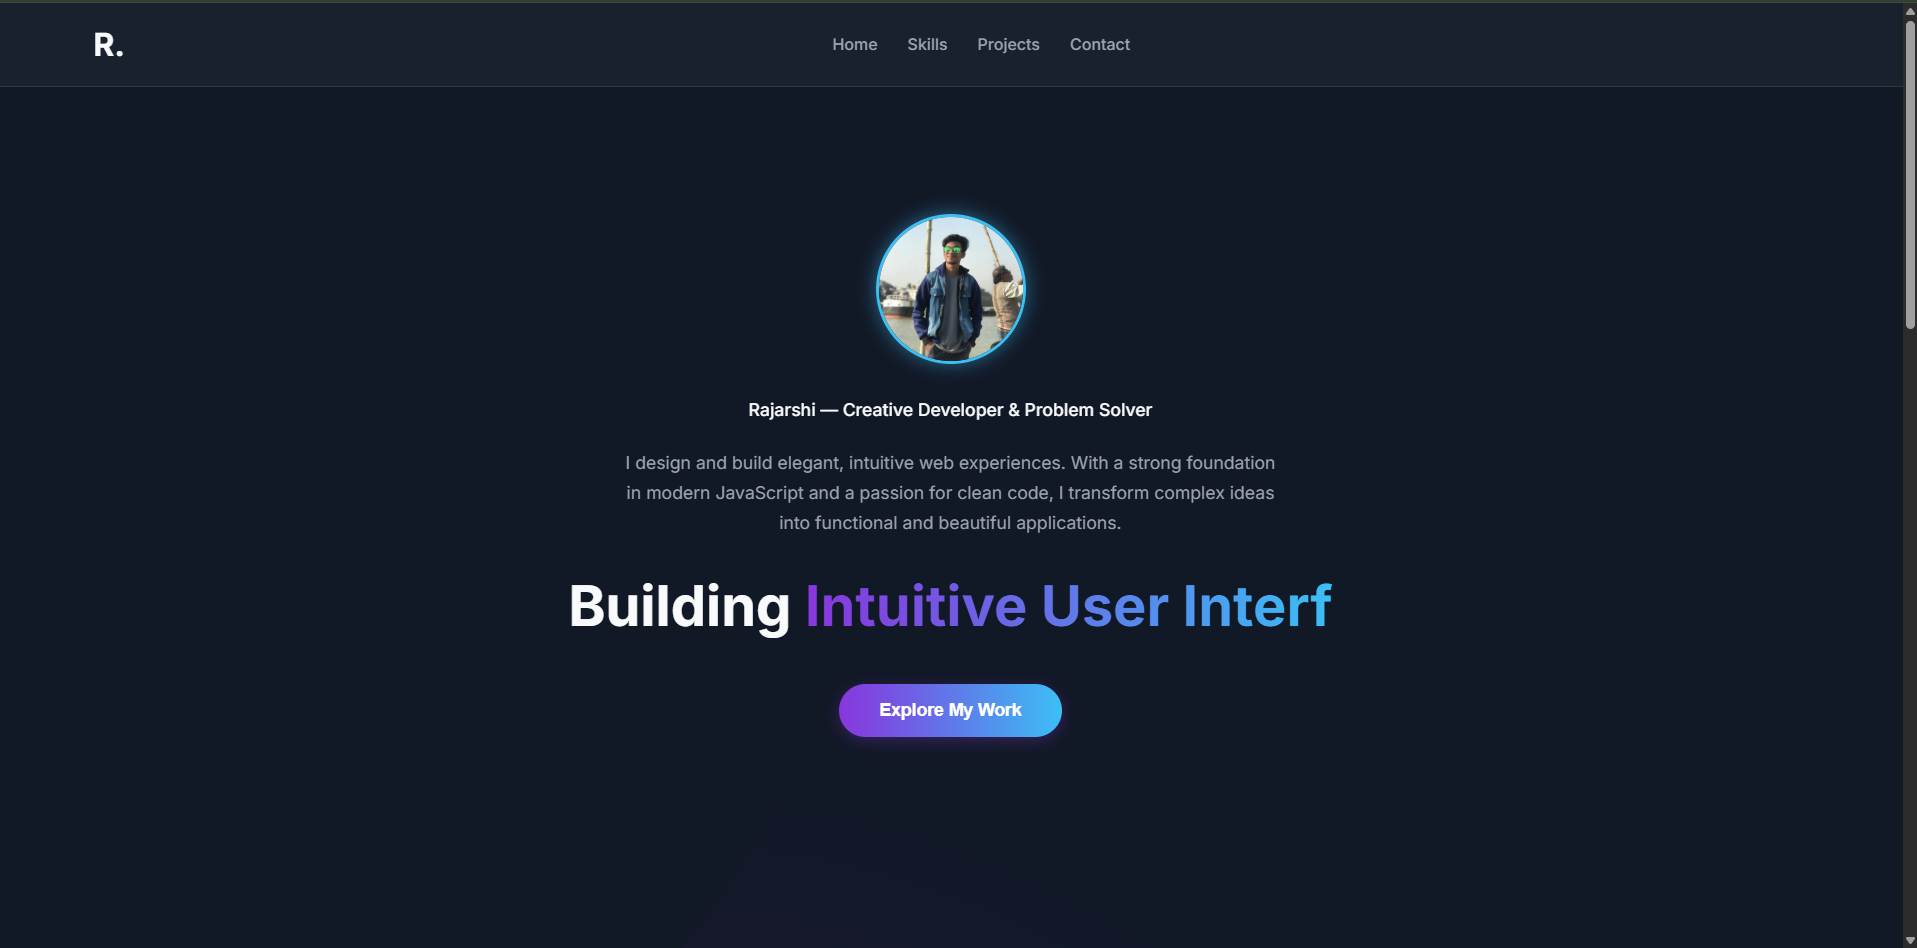 R.
Home Skills Projects Contact
Rajarshi — Creative Developer & Problem Solver
I design and build elegant, intuitive web experiences. With a strong foundation
in modern JavaScript and a passion for clean code, I transform complex ideas
into functional and beautiful applications.
Building Intuitive User Interf
Explore My Work